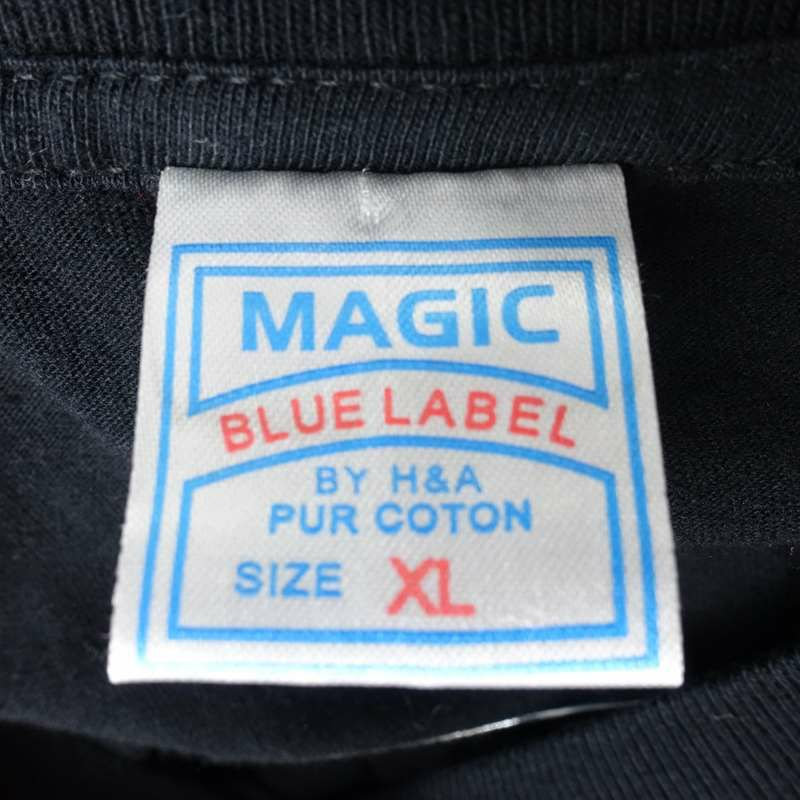 MAGIC
BLUE LABEL
BY H&A
PUR COTON
SIZE XL